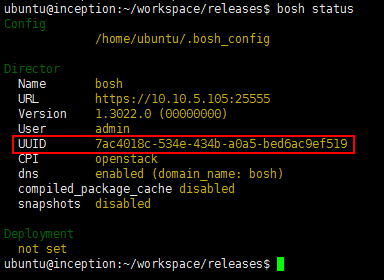 ubuntu@inception:~/workspace/releases$ bosh status
Config
/home/ubuntu/.bosh_config
Director
Name bosh
URL https://10.10.5.105:25555
Version 1.3022.0 (00000000)
User admin
UUID 7ac4018c-534e-434b-a0a5-bed6ac9ef519
CPI openstack
dns enabled (domain_name: bosh)
compiled_package_cache disabled
snapshots disabled
Deployment
not set
ubuntu@inception:~/workspace/releases$